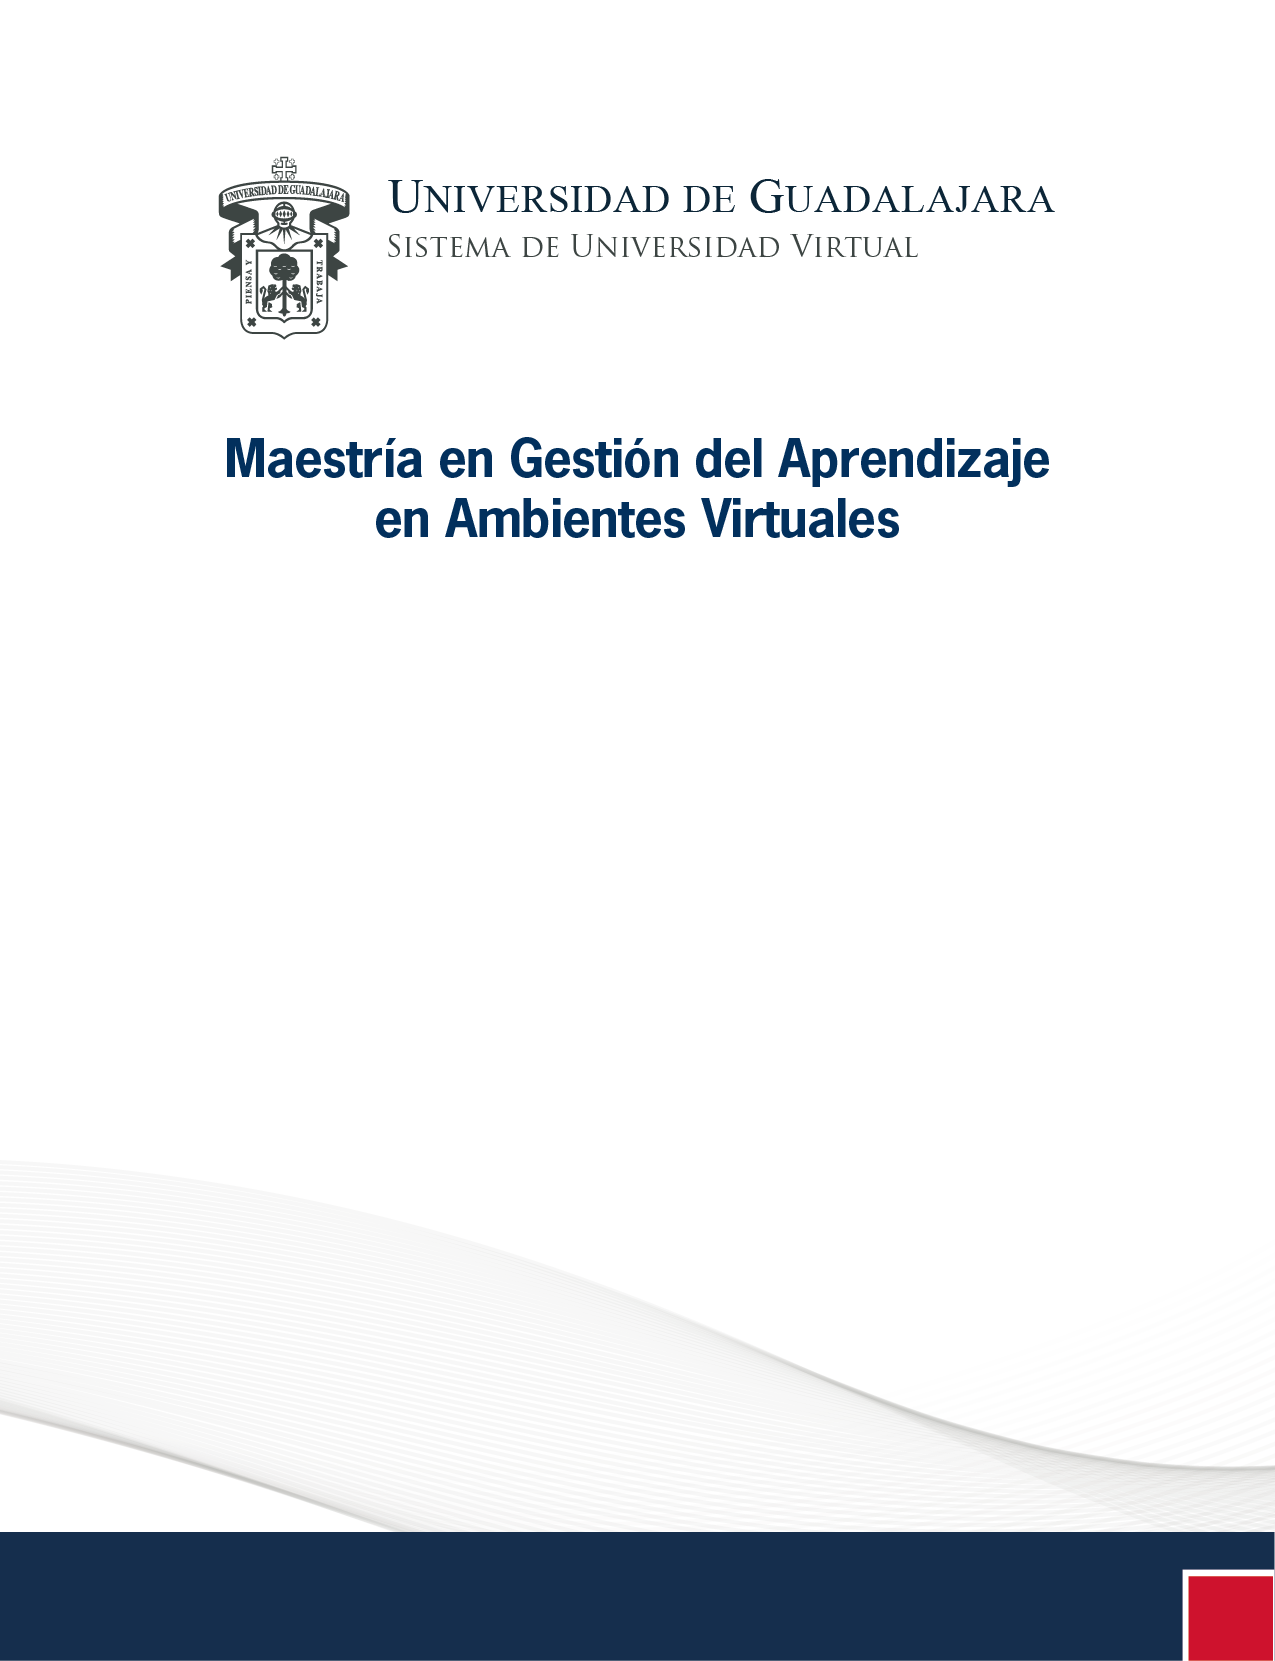 UNIVERSIDAD DE GUADALAJARA
PIENSA Y
TRABAJA
UNIVERSIDAD DE GUADALAJARA
SISTEMA DE UNIVERSIDAD VIRTUAL
Maestría en Gestión del Aprendizaje
en Ambientes Virtuales